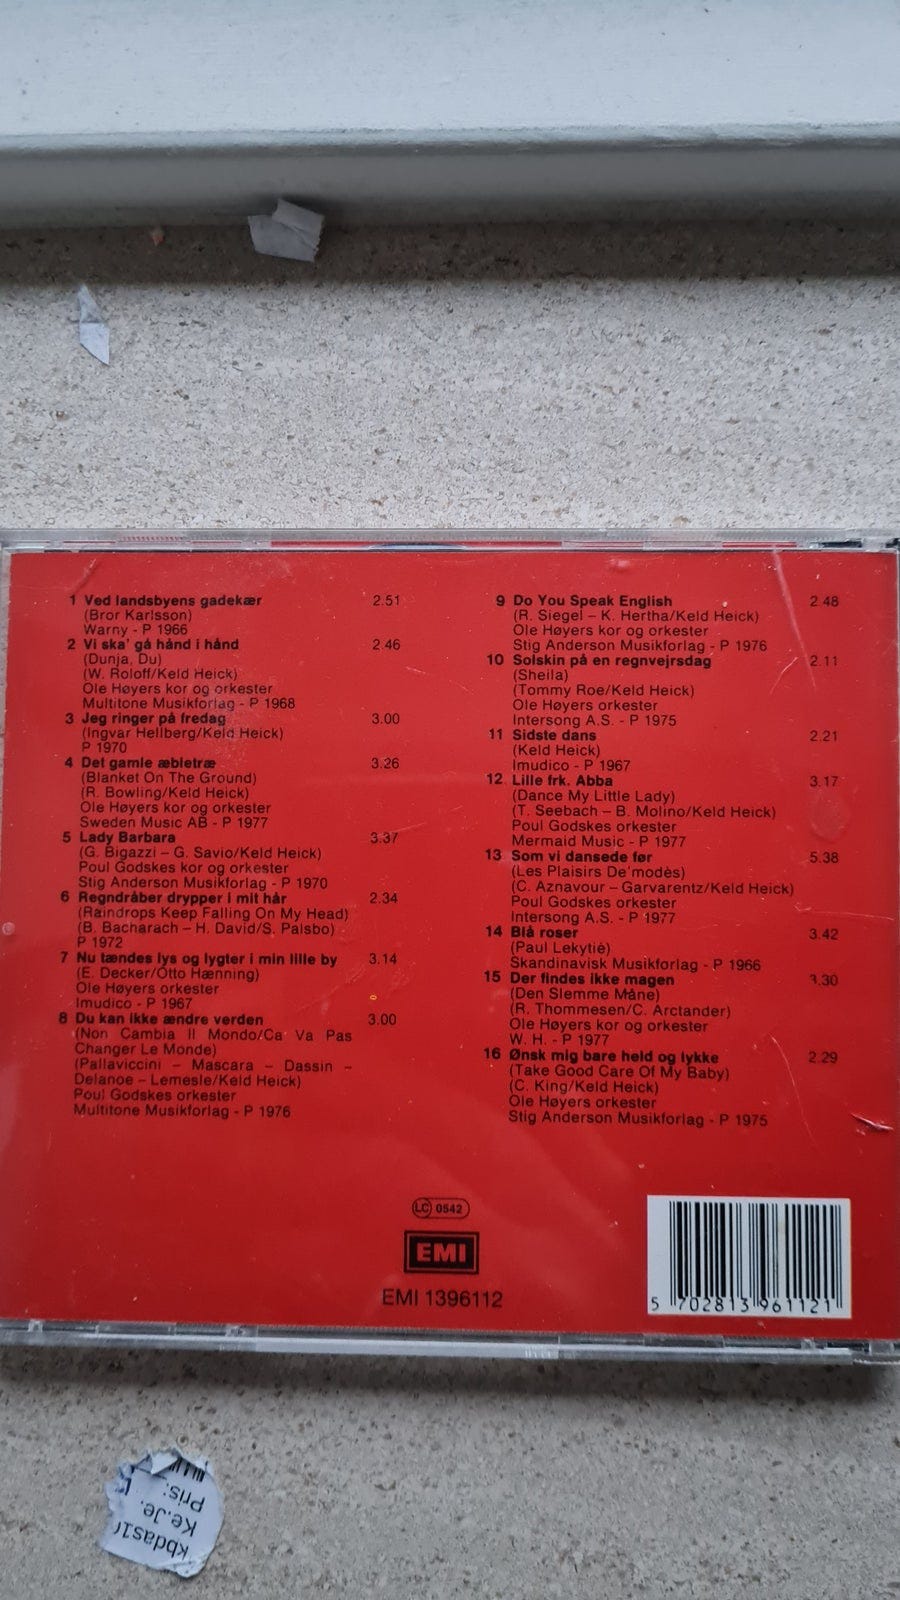 1 Ved landsbyens gadekær 2.51
(Bror Karlsson)
Warny - P 1966
2 Vi ska' gå hånd i hånd 2.46
(Dunja, Du)
(W. Roloff/Keld Heick)
Ole Høyers kor og orkester
Multitone Musikforlag - P 1968
3 Jeg ringer på fredag 3.00
(Ingvar Hellberg/Keld Heick)
P 1970
4 Det gamle æbletræ 3.26
(Blanket On The Ground)
(R. Bowling/Keld Heick)
Ole Høyers kor og orkester
Sweden Music AB - P 1977
5 Lady Barbara 3.37
(G. Bigazzi – G. Savio/Keld Heick)
Poul Godskes kor og orkester
Stig Anderson Musikforlag - P 1970
6 Regndråber drypper i mit hår 2.34
(Raindrops Keep Falling On My Head)
(B. Bacharach – H. David/S. Palsbo)
P 1972
7 Nu tændes lys og lygter i min lille by 3.14
(E. Decker/Otto Hænning)
Ole Høyers orkester
Imudico - P 1967
8 Du kan ikke ændre verden 3.00
(Non Cambia Il Mondo/Ca Va Pas
Changer Le Monde)
(Pallaviccini – Mascara – Dassin –
Delanoe – Lemesle/Keld Heick)
Poul Godskes orkester
Multitone Musikforlag - P 1976
9 Do You Speak English 2.48
(R. Siegel – K. Hertha/Keld Heick)
Ole Høyers kor og orkester
Stig Anderson Musikforlag - P 1976
10 Solskin på en regnvejrsdag 2.11
(Sheila)
(Tommy Roe/Keld Heick)
Ole Høyers orkester
Intersong A.S. - P 1975
11 Sidste dans 2.21
(Keld Heick)
Imudico - P 1967
12 Lille frk. Abba 3.17
(Dance My Little Lady)
(T. Seebach – B. Molino/Keld Heick)
Poul Godskes orkester
Mermaid Music - P 1977
13 Som vi dansede før 5.38
(Les Plaisirs De'modès)
(C. Aznavour – Garvarentz/Keld Heick)
Poul Godskes orkester
Intersong A.S. - P 1977
14 Blå roser 3.42
(Paul Lekytiè)
Skandinavisk Musikforlag - P 1966
15 Der findes ikke magen 3.30
(Den Slemme Måne)
(R. Thommesen/C. Arctander)
Ole Høyers kor og orkester
W. H. - P 1977
16 Ønsk mig bare held og lykke 2.29
(Take Good Care Of My Baby)
(C. King/Keld Heick)
Ole Høyers orkester
Stig Anderson Musikforlag - P 1975
LC 0542
EMI
EMI 1396112
5 702813 961121
Ke.Je.
Pris: